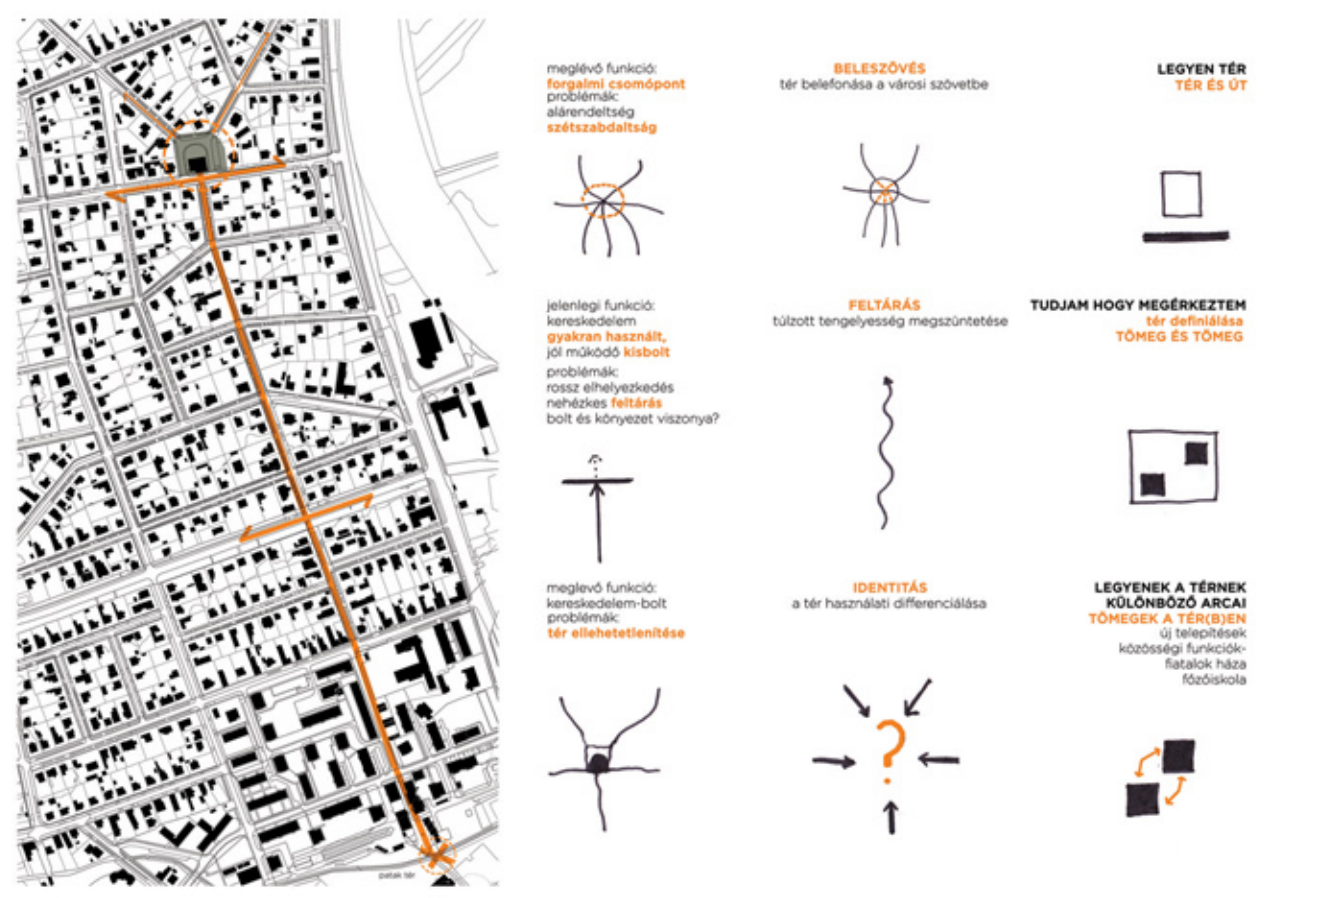 meglévő funkció:
forgalmi csomópont
problémák:
alárendeltség
szétszabdaltság
BELESZÖVÉS
tér belefonása a városi szövetbe
LEGYEN TÉR
TÉR ÉS ÚT
jelenlegi funkció:
kereskedelem
gyakran használt,
jól működő kisbolt
problémák:
rossz elhelyezkedés
nehézkes feltárás
bolt és könyezet viszonya?
FELTÁRÁS
túlzott tengelyesség megszüntetése
TUDJAM HOGY MEGÉRKEZTEM
tér definiálása
TÖMEG ÉS TÖMEG
meglevő funkció:
kereskedelem-bolt
problémák:
tér ellehetetlenítése
IDENTITÁS
a tér használati differenciálása
?
LEGYENEK A TÉRNEK
KÜLÖNBÖZŐ ARCAI
TÖMEGEK A TÉR(B)EN
új telepítések
közösségi funkciók-
fiatalok háza
főzőiskola
patak tér